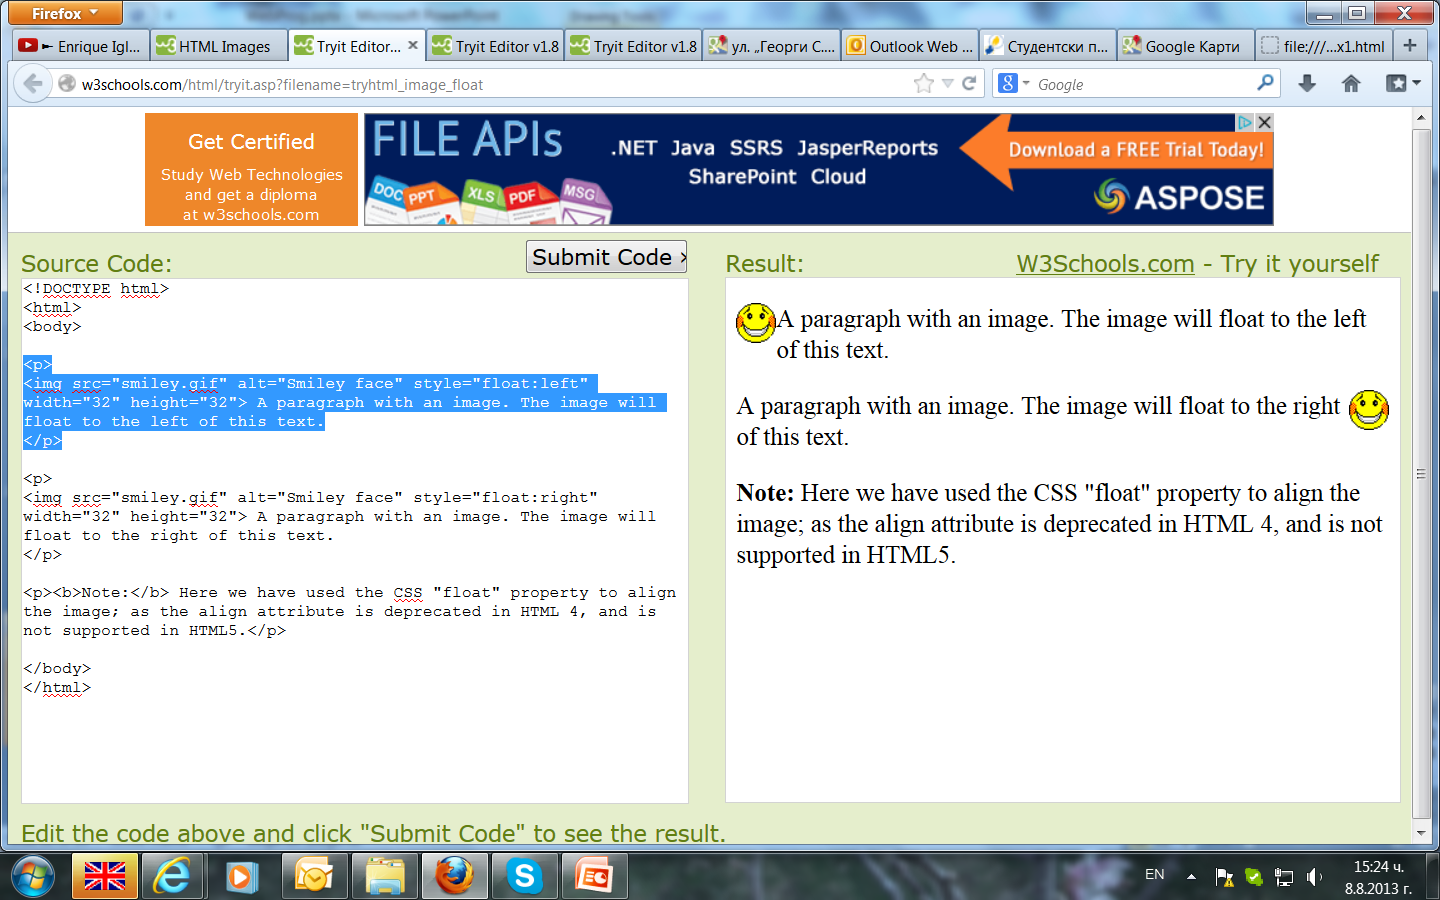 Firefox
Enrique Igl...
HTML Images
Tryit Editor...
Tryit Editor v1.8
Tryit Editor v1.8
ул. „Георги С....
Outlook Web ...
Студентски п...
Google Карти
file:///...x1.html
w3schools.com/html/tryit.asp?filename=tryhtml_image_float
Google
Get Certified
Study Web Technologies
and get a diploma
at w3schools.com
FILE APIs
.NET Java SSRS JasperReports
SharePoint Cloud
DOC PPT XLS PDF MSG
Download a FREE Trial Today!
ASPOSE
Source Code:
Submit Code »
<!DOCTYPE html>
<html>
<body>
<p>
<img src="smiley.gif" alt="Smiley face" style="float:left"
width="32" height="32"> A paragraph with an image. The image will
float to the left of this text.
</p>
<p>
<img src="smiley.gif" alt="Smiley face" style="float:right"
width="32" height="32"> A paragraph with an image. The image will
float to the right of this text.
</p>
<p><b>Note:</b> Here we have used the CSS "float" property to align
the image; as the align attribute is deprecated in HTML 4, and is
not supported in HTML5.</p>
</body>
</html>
Result:
W3Schools.com - Try it yourself
A paragraph with an image. The image will float to the left
of this text.
A paragraph with an image. The image will float to the right
of this text.
Note: Here we have used the CSS "float" property to align the
image; as the align attribute is deprecated in HTML 4, and is not
supported in HTML5.
Edit the code above and click "Submit Code" to see the result.
EN
15:24 ч.
8.8.2013 г.